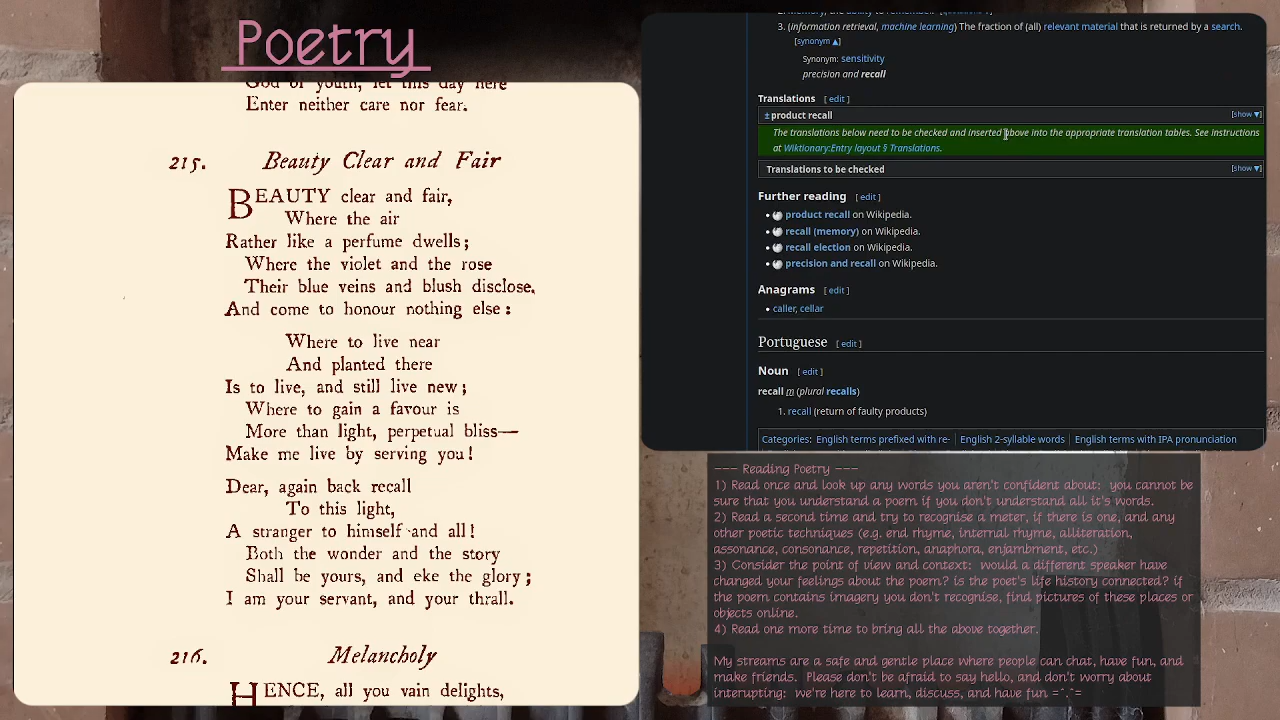 Poetry
God of youth, let this day here
Enter neither care nor fear.
215. Beauty Clear and Fair
BEAUTY clear and fair,
Where the air
Rather like a perfume dwells;
Where the violet and the rose
Their blue veins and blush disclose,
And come to honour nothing else:
Where to live near
And planted there
Is to live, and still live new;
Where to gain a favour is
More than light, perpetual bliss—
Make me live by serving you!
Dear, again back recall
To this light,
A stranger to himself and all!
Both the wonder and the story
Shall be yours, and eke the glory;
I am your servant, and your thrall.
216. Melancholy
HENCE, all you vain delights,
3. (information retrieval, machine learning) The fraction of (all) relevant material that is returned by a search.
[synonym ▲]
Synonym: sensitivity
precision and recall
Translations [ edit ]
± product recall [show ▼]
The translations below need to be checked and inserted above into the appropriate translation tables. See instructions
at Wiktionary:Entry layout § Translations.
Translations to be checked [show ▼]
Further reading [ edit ]
• product recall on Wikipedia.
• recall (memory) on Wikipedia.
• recall election on Wikipedia.
• precision and recall on Wikipedia.
Anagrams [ edit ]
• caller, cellar
Portuguese [ edit ]
Noun [ edit ]
recall m (plural recalls)
1. recall (return of faulty products)
Categories: English terms prefixed with re- | English 2-syllable words | English terms with IPA pronunciation
--- Reading Poetry ---
1) Read once and look up any words you aren't confident about: you cannot be
sure that you understand a poem if you don't understand all it's words.
2) Read a second time and try to recognise a meter, if there is one, and any
other poetic techniques (e.g. end rhyme, internal rhyme, alliteration,
assonance, consonance, repetition, anaphora, enjambment, etc.)
3) Consider the point of view and context: would a different speaker have
changed your feelings about the poem? is the poet's life history connected? if
the poem contains imagery you don't recognise, find pictures of these places or
objects online.
4) Read one more time to bring all the above together.
My streams are a safe and gentle place where people can chat, have fun, and
make friends. Please don't be afraid to say hello, and don't worry about
interupting: we're here to learn, discuss, and have fun =^.^=